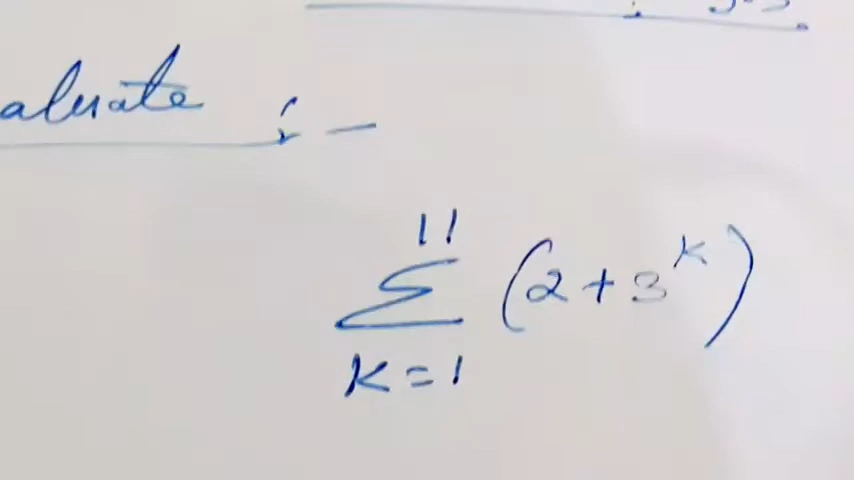 aluate :-
11
Σ (2+3^k)
K=1